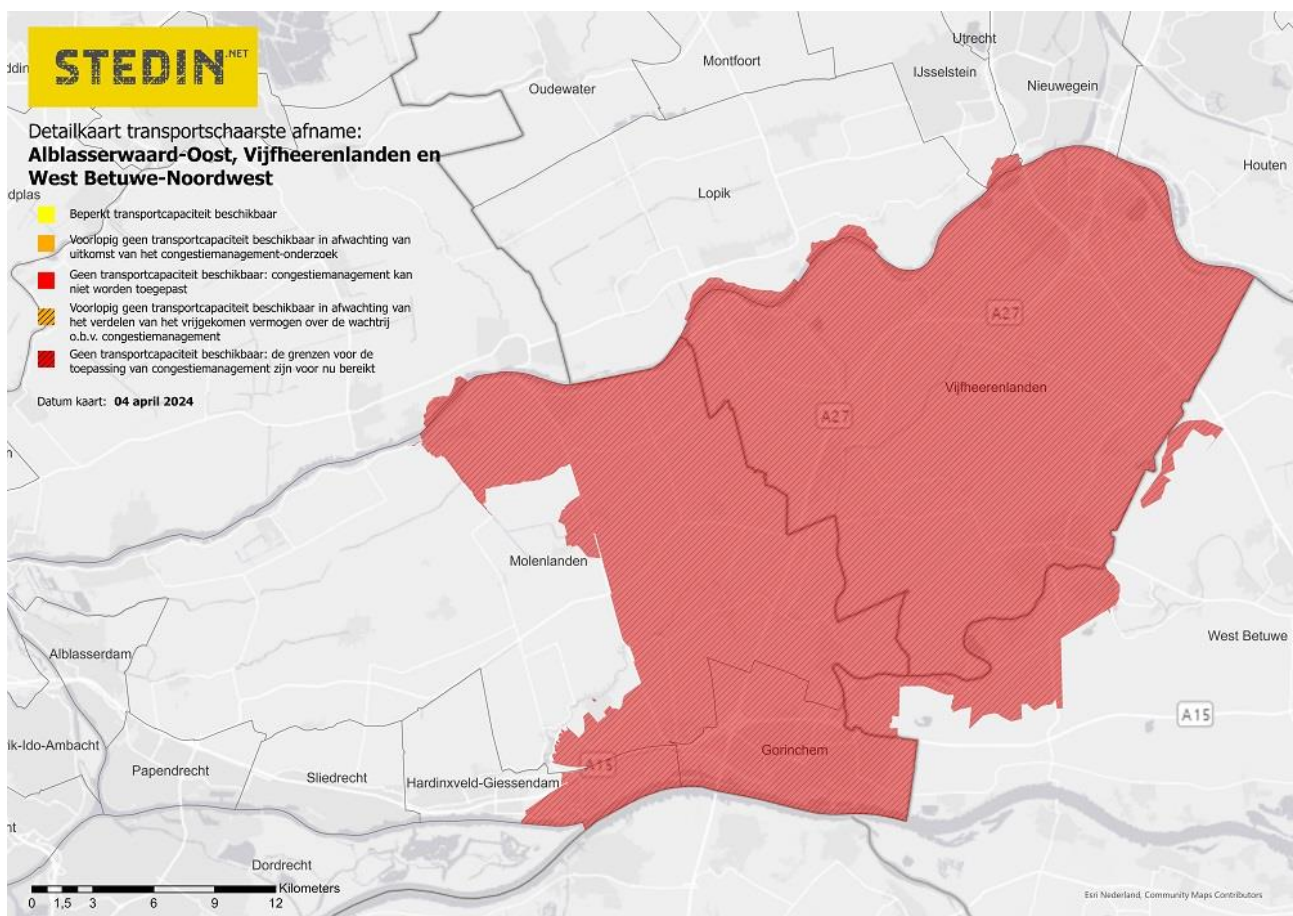 STEDIN.NET
Detailkaart transportschaarste afname:
Alblasserwaard-Oost, Vijfheerenlanden en
West Betuwe-Noordwest
Beperkt transportcapaciteit beschikbaar
Voorlopig geen transportcapaciteit beschikbaar in afwachting van
uitkomst van het congestiemanagement-onderzoek
Geen transportcapaciteit beschikbaar: congestiemanagement kan
niet worden toegepast
Voorlopig geen transportcapaciteit beschikbaar in afwachting van
het verdelen van het vrijgekomen vermogen over de wachtrij
o.b.v. congestiemanagement
Geen transportcapaciteit beschikbaar: de grenzen voor de
toepassing van congestiemanagement zijn voor nu bereikt
Datum kaart: 04 april 2024
Utrecht
Montfoort
IJsselstein
Nieuwegein
Oudewater
Houten
Lopik
A27
Vijfheerenlanden
A27
Molenlanden
West Betuwe
Alblasserdam
A15
ik-Ido-Ambacht
Gorinchem
A15
Papendrecht
Sliedrecht
Hardinxveld-Giessendam
Dordrecht
Kilometers
0 1,5 3 6 9 12
Esri Nederland, Community Maps Contributors